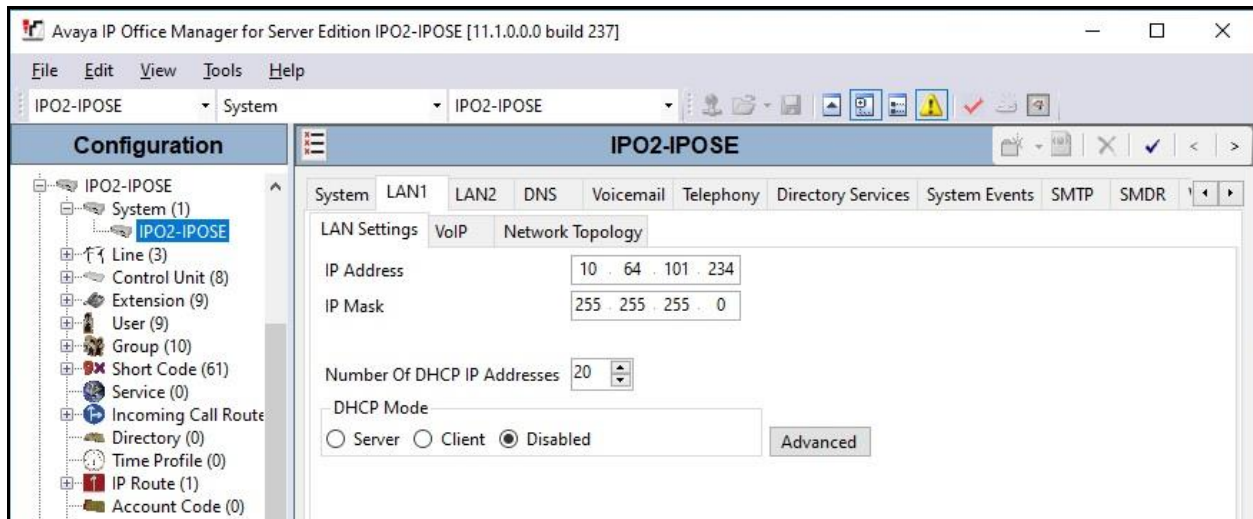 Avaya IP Office Manager for Server Edition IPO2-IPOSE [11.1.0.0.0 build 237]
File Edit View Tools Help
IPO2-IPOSE System IPO2-IPOSE
Configuration
IPO2-IPOSE
System (1)
IPO2-IPOSE
Line (3)
Control Unit (8)
Extension (9)
User (9)
Group (10)
Short Code (61)
Service (0)
Incoming Call Route
Directory (0)
Time Profile (0)
IP Route (1)
Account Code (0)
IPO2-IPOSE
System LAN1 LAN2 DNS Voicemail Telephony Directory Services System Events SMTP SMDR
LAN Settings VoIP Network Topology
IP Address 10 . 64 . 101 . 234
IP Mask 255 . 255 . 255 . 0
Number Of DHCP IP Addresses 20
DHCP Mode
Server Client Disabled Advanced